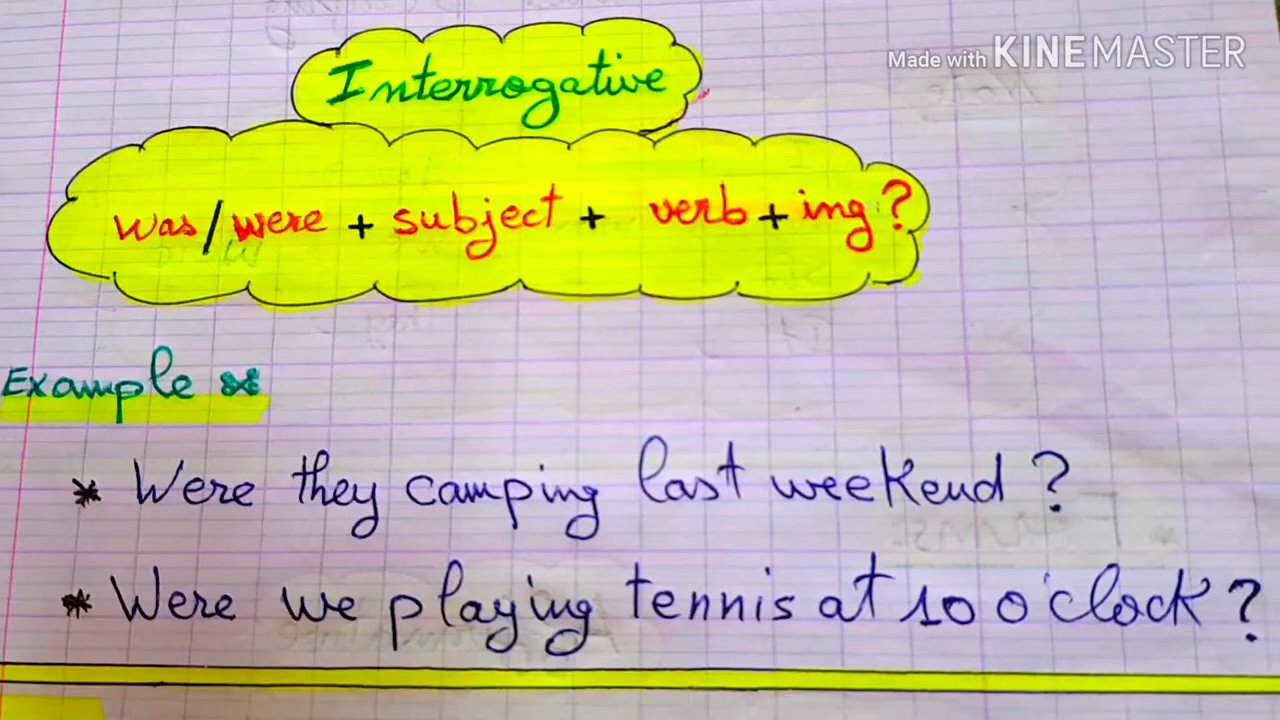 Made with KINEMASTER
Interrogative
was/were + subject + verb + ing ?
Example
* Were they camping last weekend ?
* Were we playing tennis at 10 o'clock ?